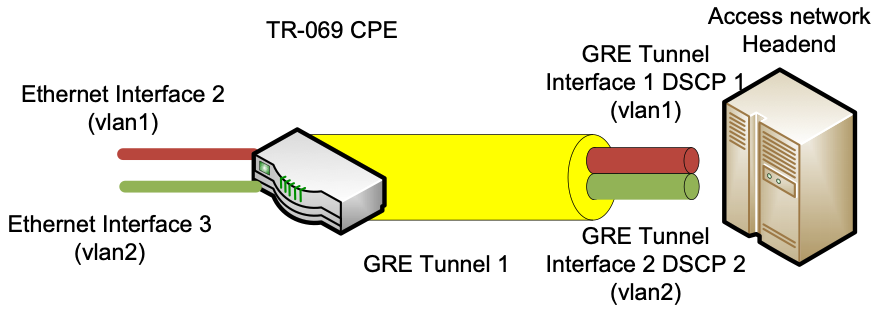 TR-069 CPE
Access network
Headend
GRE Tunnel
Interface 1 DSCP 1
(vlan1)
Ethernet Interface 2
(vlan1)
Ethernet Interface 3
(vlan2)
GRE Tunnel 1
GRE Tunnel
Interface 2 DSCP 2
(vlan2)